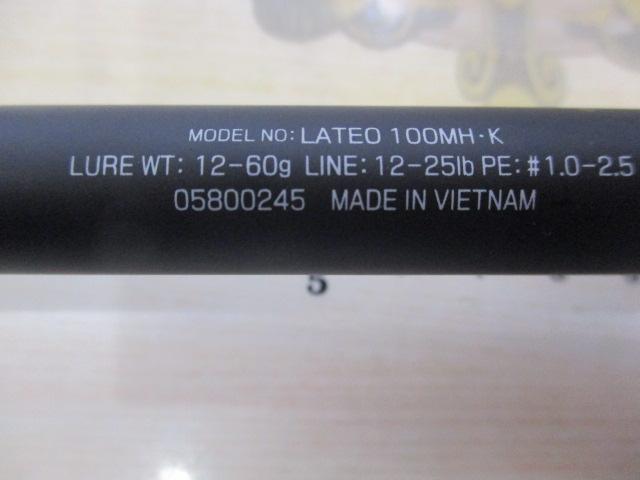 MODEL NO: LATEO 100MH·K
LURE WT: 12-60g LINE: 12-25lb PE: #1.0-2.5
05800245 MADE IN VIETNAM
5